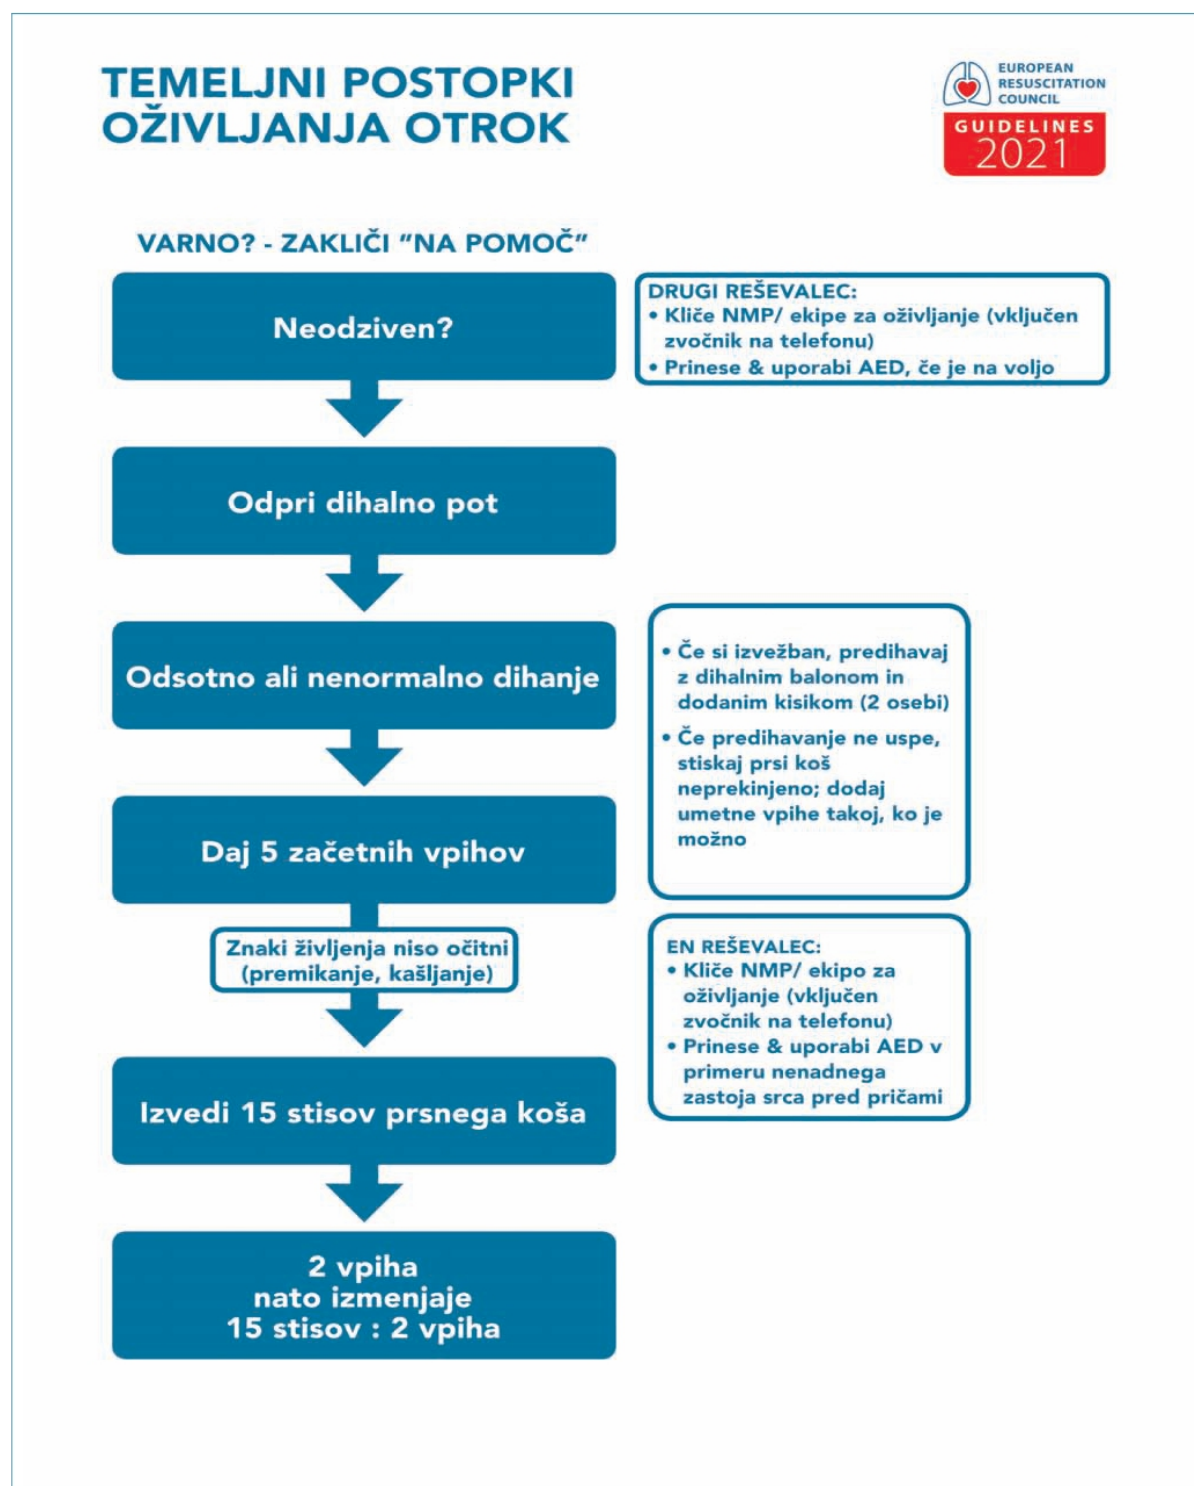 TEMELJNI POSTOPKI
OŽIVLJANJA OTROK
EUROPEAN
RESUSCITATION
COUNCIL
GUIDELINES
2021
VARNO? - ZAKLIČI "NA POMOČ"
Neodziven?
DRUGI REŠEVALEC:
• Kliče NMP/ ekipe za oživljanje (vključen
zvočnik na telefonu)
• Prinese & uporabi AED, če je na voljo
Odpri dihalno pot
Odsotno ali nenormalno dihanje
• Če si izvežban, predihavaj
z dihalnim balonom in
dodanim kisikom (2 osebi)
• Če predihavanje ne uspe,
stiskaj prsi koš
neprekinjeno; dodaj
umetne vpihe takoj, ko je
možno
Daj 5 začetnih vpihov
Znaki življenja niso očitni
(premikanje, kašljanje)
EN REŠEVALEC:
• Kliče NMP/ ekipo za
oživljanje (vključen
zvočnik na telefonu)
• Prinese & uporabi AED v
primeru nenadnega
zastoja srca pred pričami
Izvedi 15 stisov prsnega koša
2 vpiha
nato izmenjaje
15 stisov : 2 vpiha